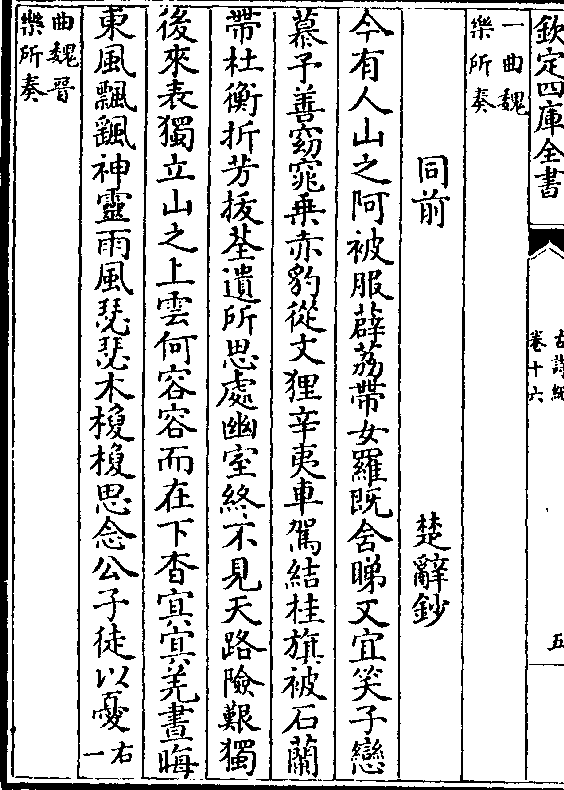 欽定四庫全書
古詩紀
卷十六
五
一曲魏
樂所奏
同前 楚辭鈔
今有人山之阿被服薜荔帶女羅既含睇又宜笑子戀
慕予善窈窕乗赤豹從文狸辛夷車駕結桂旗被石蘭
帶杜衡折芳拔荃遺所思處幽室終不見天路險艱獨
後來表獨立山之上雲何容容而在下杳冥冥羌晝晦
東風飄颻神靈雨風瑟瑟木梭梭思念公子徒以憂右一
曲魏晉
樂所奏